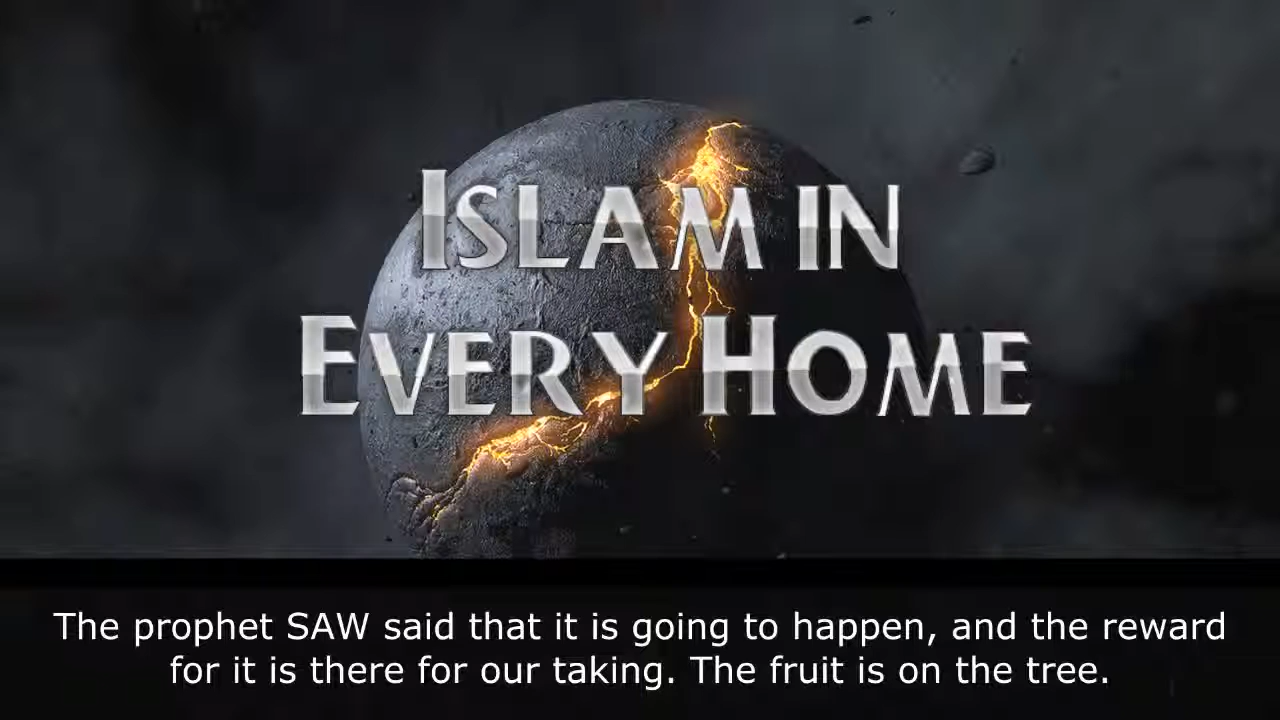 ISLAM IN
EVERY HOME
The prophet SAW said that it is going to happen, and the reward
for it is there for our taking. The fruit is on the tree.